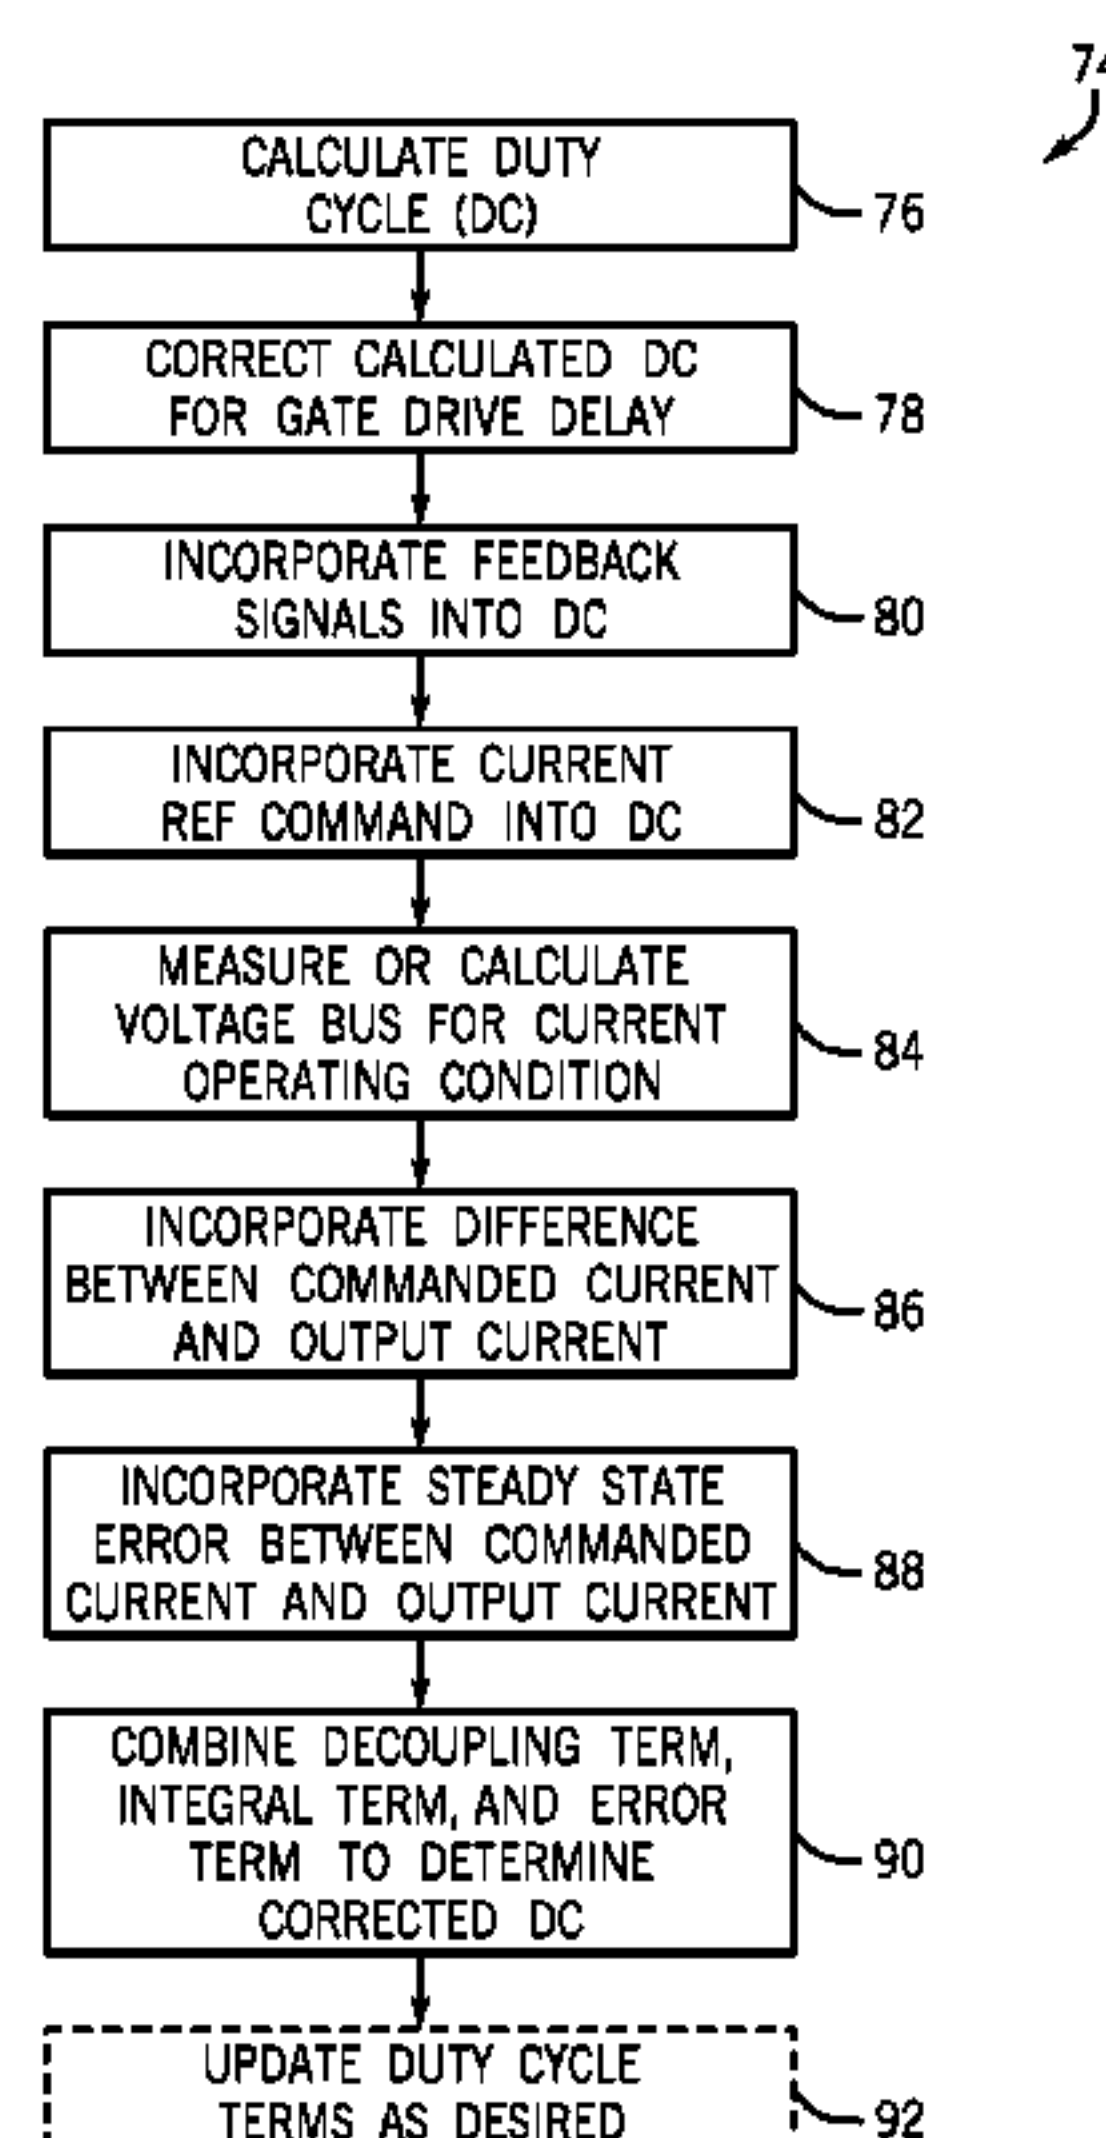 74
CALCULATE DUTY
CYCLE (DC)
76
CORRECT CALCULATED DC
FOR GATE DRIVE DELAY
78
INCORPORATE FEEDBACK
SIGNALS INTO DC
80
INCORPORATE CURRENT
REF COMMAND INTO DC
82
MEASURE OR CALCULATE
VOLTAGE BUS FOR CURRENT
OPERATING CONDITION
84
INCORPORATE DIFFERENCE
BETWEEN COMMANDED CURRENT
AND OUTPUT CURRENT
86
INCORPORATE STEADY STATE
ERROR BETWEEN COMMANDED
CURRENT AND OUTPUT CURRENT
88
COMBINE DECOUPLING TERM,
INTEGRAL TERM, AND ERROR
TERM TO DETERMINE
CORRECTED DC
90
UPDATE DUTY CYCLE
TERMS AS DESIRED
92